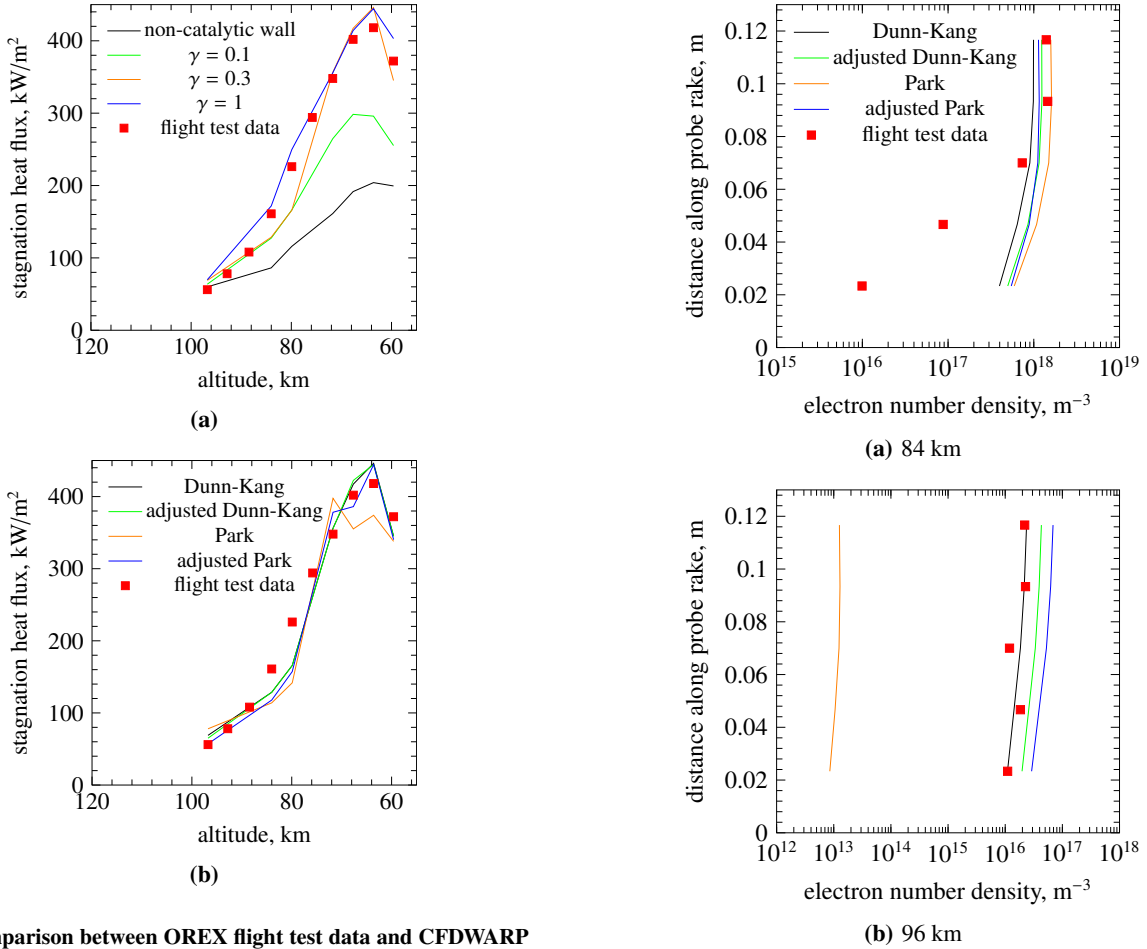 400
300
200
100
0
stagnation heat flux, kW/m²
non-catalytic wall
γ = 0.1
γ = 0.3
γ = 1
flight test data
120
100
80
60
altitude, km
(a)
400
300
200
100
0
stagnation heat flux, kW/m²
Dunn-Kang
adjusted Dunn-Kang
Park
adjusted Park
flight test data
120
100
80
60
altitude, km
(b)
nparison between OREX flight test data and CFDWARP
0.12
0.1
0.08
0.06
0.04
0.02
0
distance along probe rake, m
Dunn-Kang
adjusted Dunn-Kang
Park
adjusted Park
flight test data
10¹⁵
10¹⁶
10¹⁷
10¹⁸
10¹⁹
electron number density, m⁻³
(a) 84 km
0.12
0.1
0.08
0.06
0.04
0.02
0
distance along probe rake, m
10¹²
10¹³
10¹⁴
10¹⁵
10¹⁶
10¹⁷
10¹⁸
electron number density, m⁻³
(b) 96 km